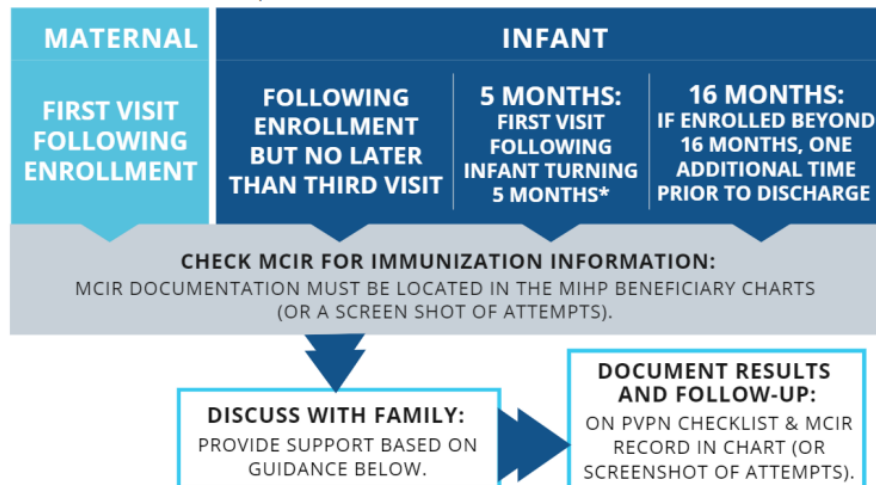 MATERNAL
INFANT
FIRST VISIT
FOLLOWING
ENROLLMENT
FOLLOWING
ENROLLMENT
BUT NO LATER
THAN THIRD VISIT
5 MONTHS:
FIRST VISIT
FOLLOWING
INFANT TURNING
5 MONTHS*
16 MONTHS:
IF ENROLLED BEYOND
16 MONTHS, ONE
ADDITIONAL TIME
PRIOR TO DISCHARGE
CHECK MCIR FOR IMMUNIZATION INFORMATION:
MCIR DOCUMENTATION MUST BE LOCATED IN THE MIHP BENEFICIARY CHARTS
(OR A SCREEN SHOT OF ATTEMPTS).
DISCUSS WITH FAMILY:
PROVIDE SUPPORT BASED ON
GUIDANCE BELOW.
DOCUMENT RESULTS
AND FOLLOW-UP:
ON PVPN CHECKLIST & MCIR
RECORD IN CHART (OR
SCREENSHOT OF ATTEMPTS).